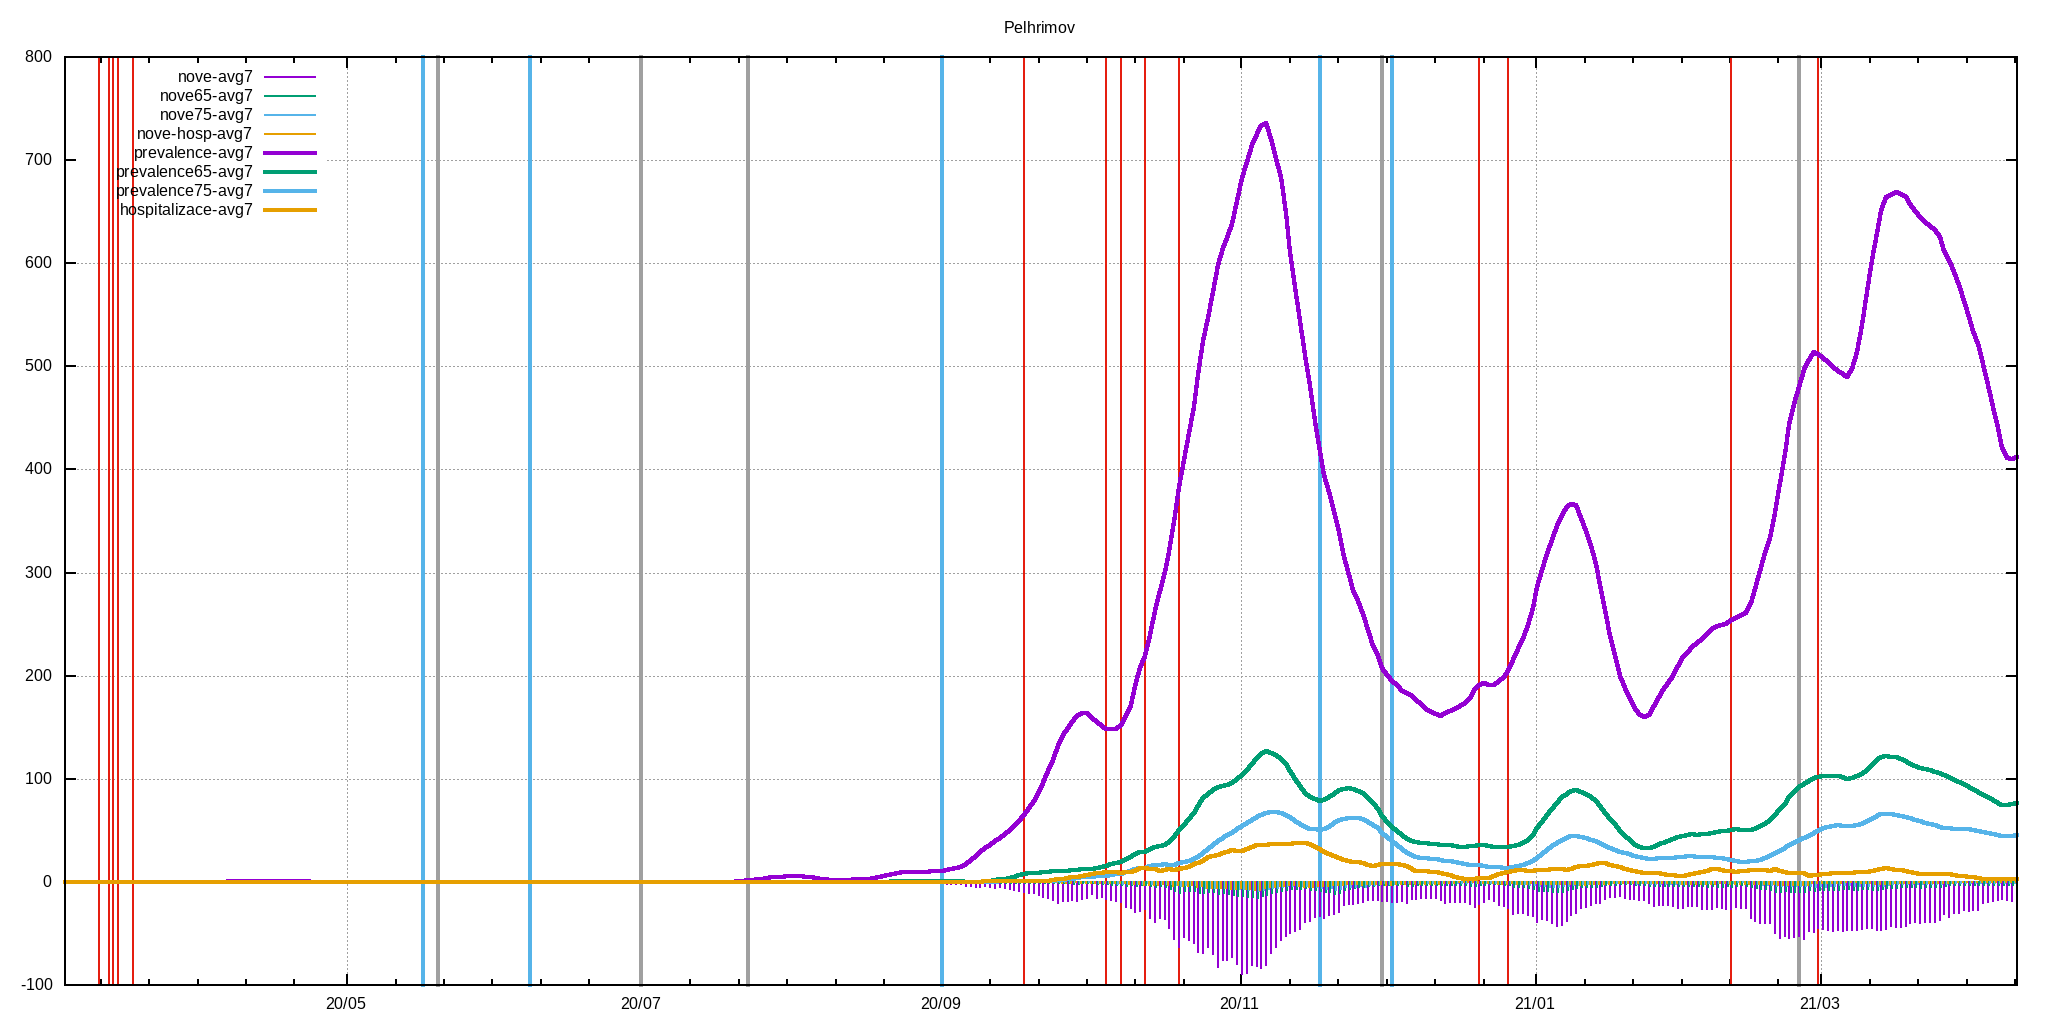 Pelhrimov
800
700
600
500
400
300
200
100
0
-100
nove-avg7
nove65-avg7
nove75-avg7
nove-hosp-avg7
prevalence-avg7
prevalence65-avg7
prevalence75-avg7
hospitalizace-avg7
20/05 20/07 20/09 20/11 21/01 21/03